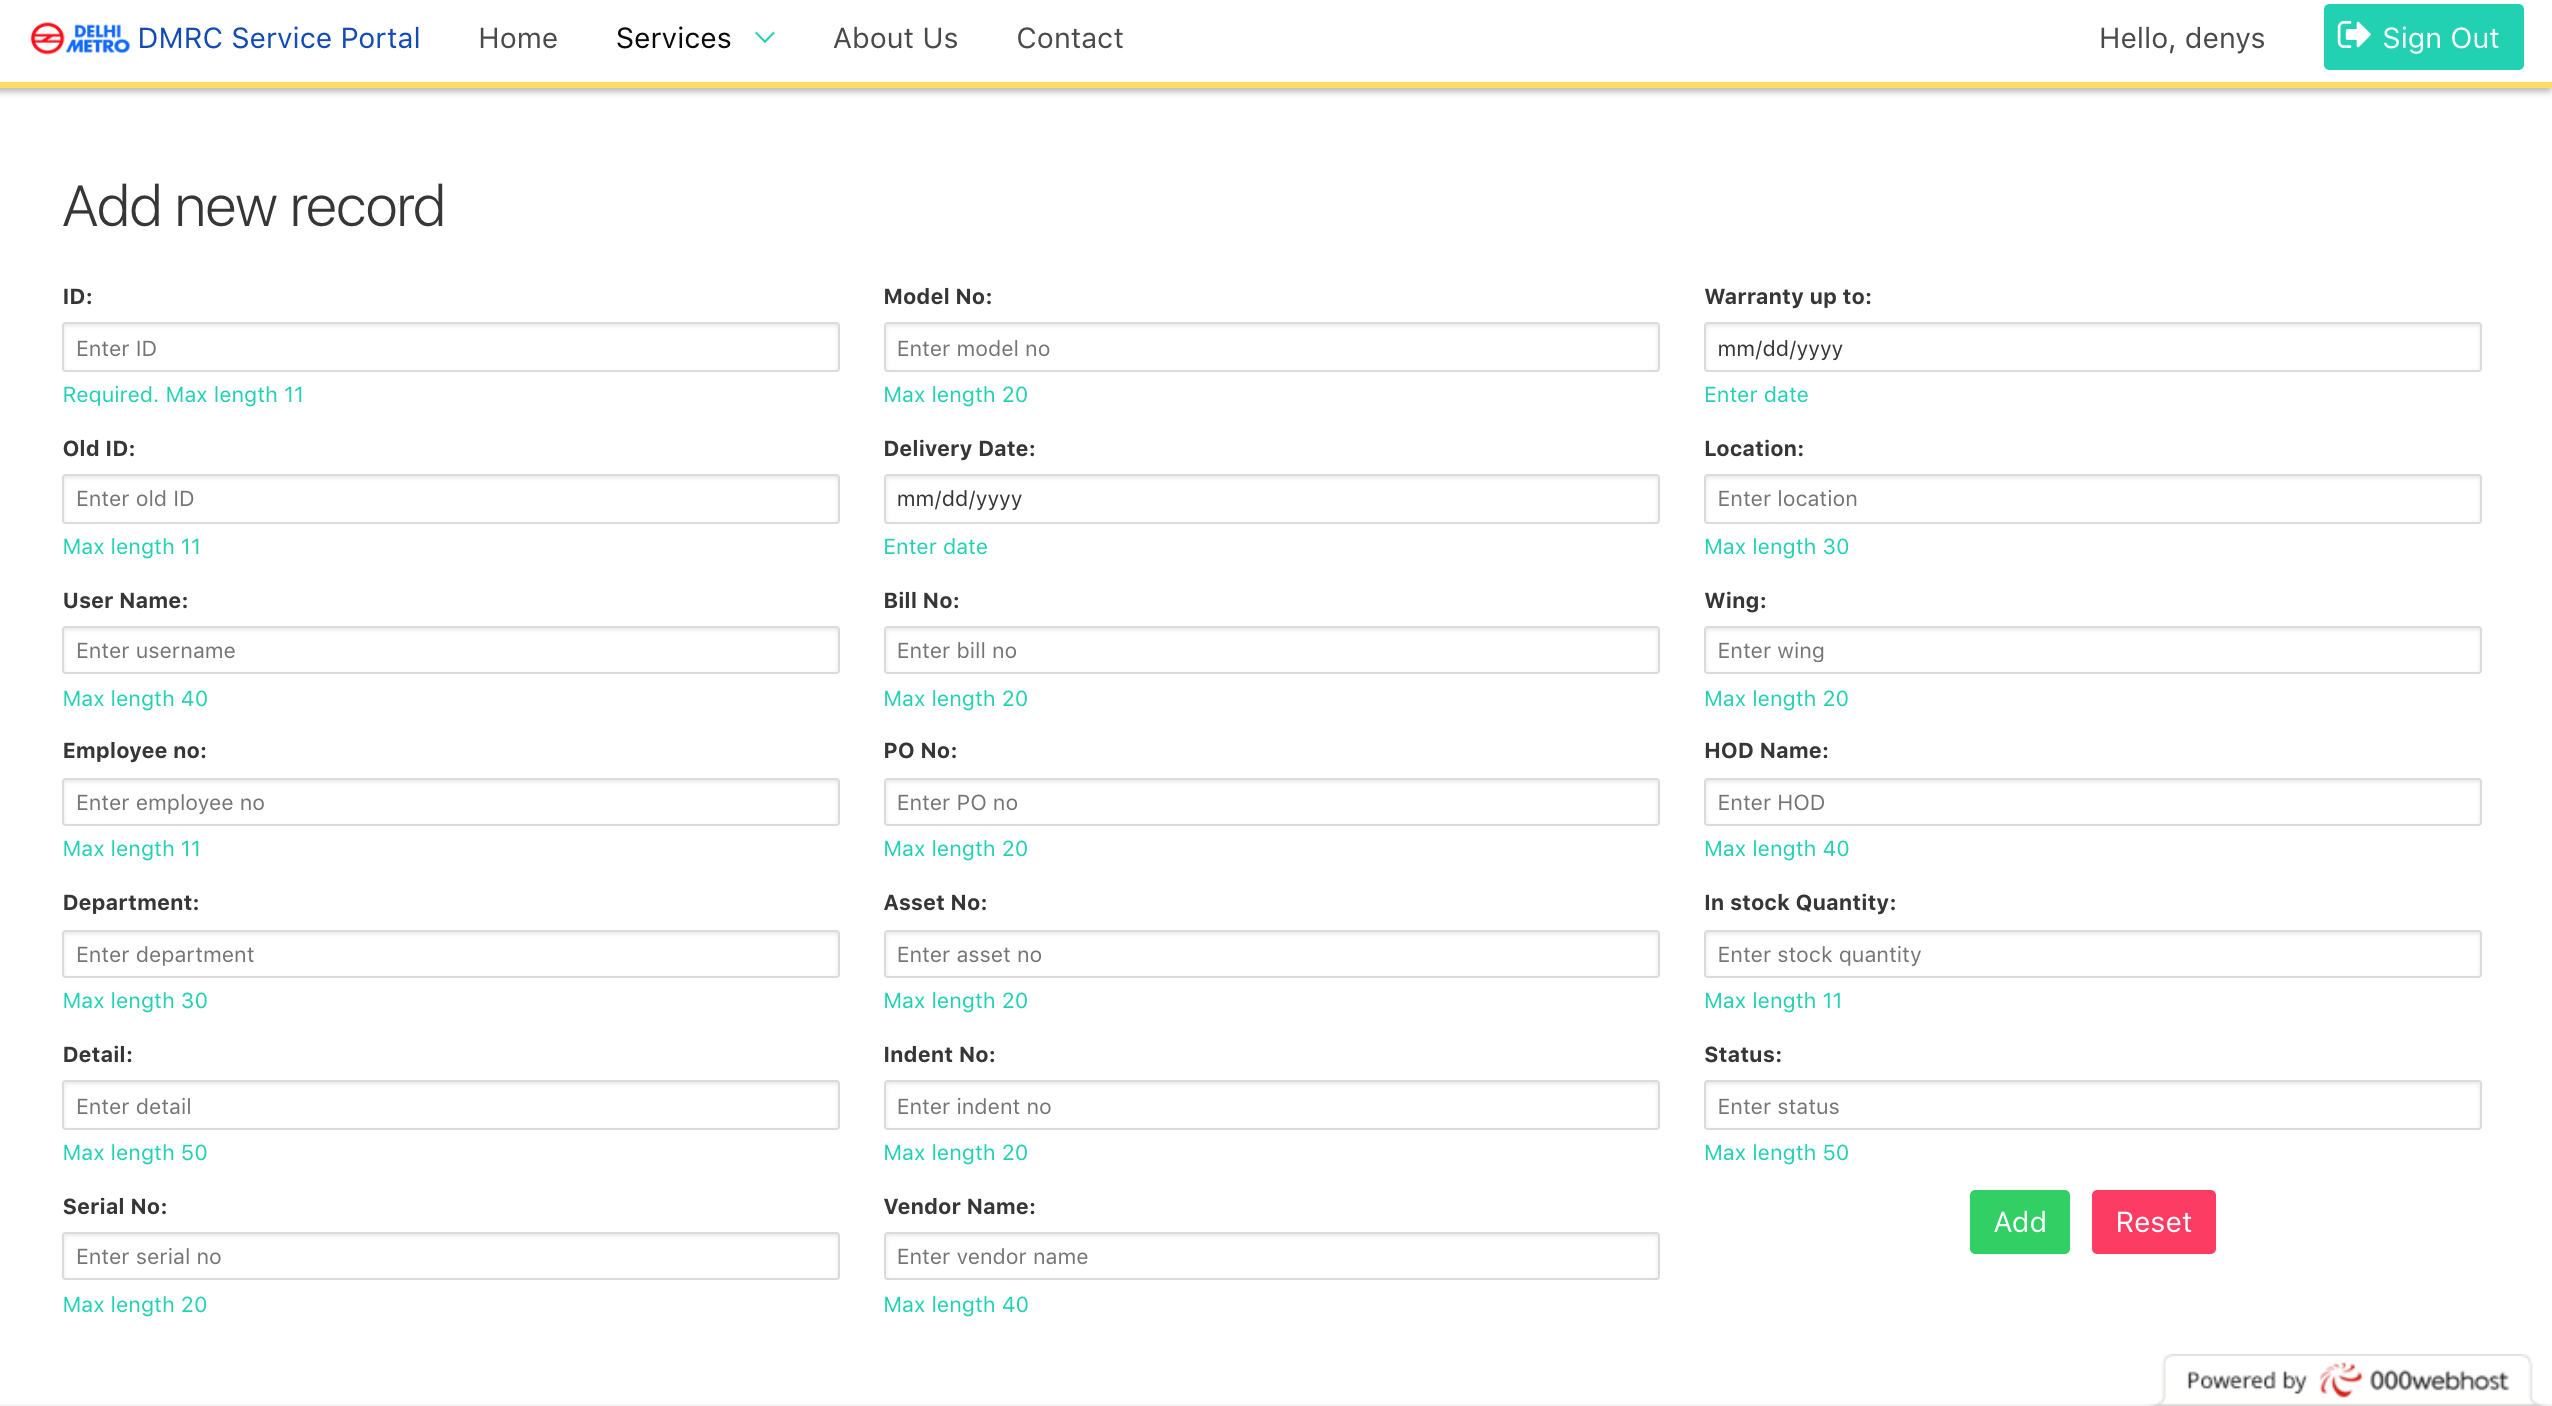 DELHI METRO DMRC Service Portal Home Services About Us Contact Hello, denys Sign Out
Add new record
ID:
Enter ID
Required. Max length 11
Old ID:
Enter old ID
Max length 11
User Name:
Enter username
Max length 40
Employee no:
Enter employee no
Max length 11
Department:
Enter department
Max length 30
Detail:
Enter detail
Max length 50
Serial No:
Enter serial no
Max length 20
Model No:
Enter model no
Max length 20
Delivery Date:
mm/dd/yyyy
Enter date
Bill No:
Enter bill no
Max length 20
PO No:
Enter PO no
Max length 20
Asset No:
Enter asset no
Max length 20
Indent No:
Enter indent no
Max length 20
Vendor Name:
Enter vendor name
Max length 40
Warranty up to:
mm/dd/yyyy
Enter date
Location:
Enter location
Max length 30
Wing:
Enter wing
Max length 20
HOD Name:
Enter HOD
Max length 40
In stock Quantity:
Enter stock quantity
Max length 11
Status:
Enter status
Max length 50
Add Reset
Powered by 000webhost